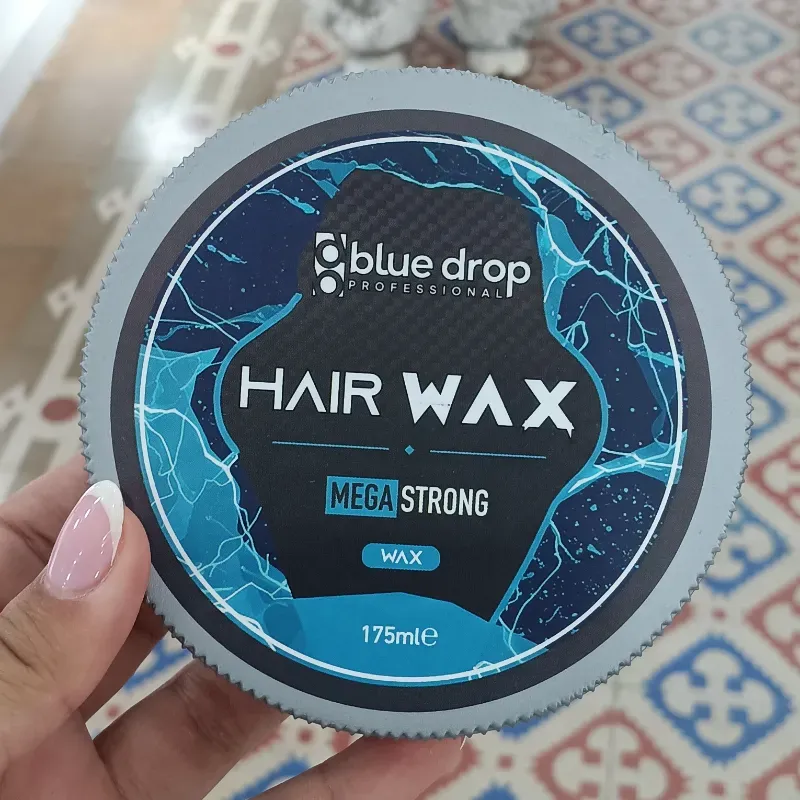 blue drop
PROFESSIONAL
HAIR WAX
MEGA STRONG
WAX
175ml℮